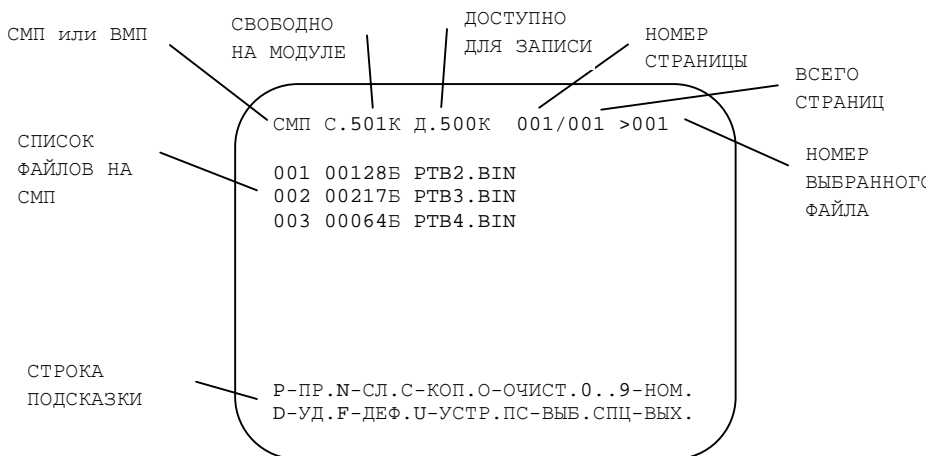 СМП или ВМП
СВОБОДНО
НА МОДУЛЕ
ДОСТУПНО
ДЛЯ ЗАПИСИ
НОМЕР
СТРАНИЦЫ
ВСЕГО
СТРАНИЦ
СМП С.501К Д.500К 001/001 >001
СПИСОК
ФАЙЛОВ НА
СМП
001 00128Б PTB2.BIN
002 00217Б PTB3.BIN
003 00064Б PTB4.BIN
НОМЕР
ВЫБРАННОГО
ФАЙЛА
СТРОКА
ПОДСКАЗКИ
P-ПР.N-СЛ.C-КОП.O-ОЧИСТ.0..9-НОМ.
D-УД.F-ДЕФ.U-УСТР.ПС-ВЫБ.СПЦ-ВЫХ.